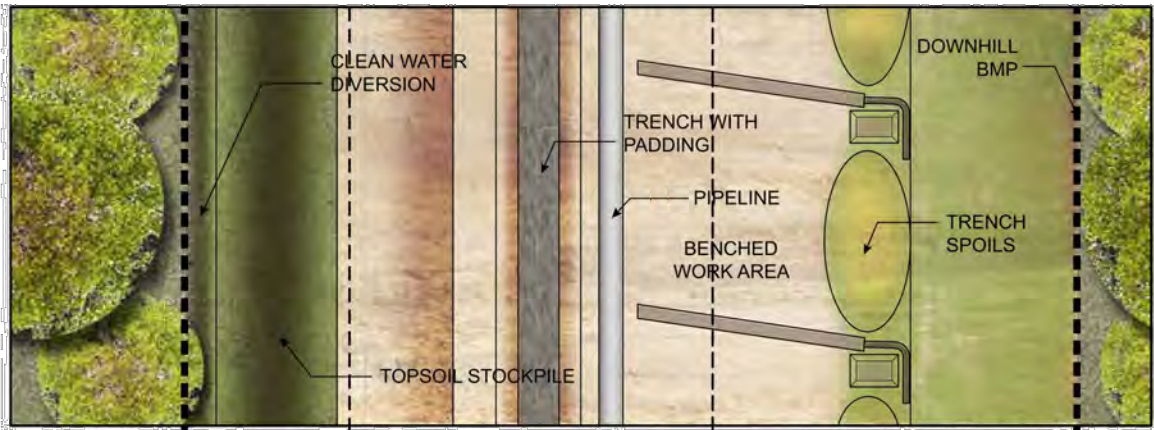 CLEAN WATER
DIVERSION
DOWNHILL
BMP
TRENCH WITH
PADDING
PIPELINE
BENCHED
WORK AREA
TRENCH
SPOILS
TOPSOIL STOCKPILE